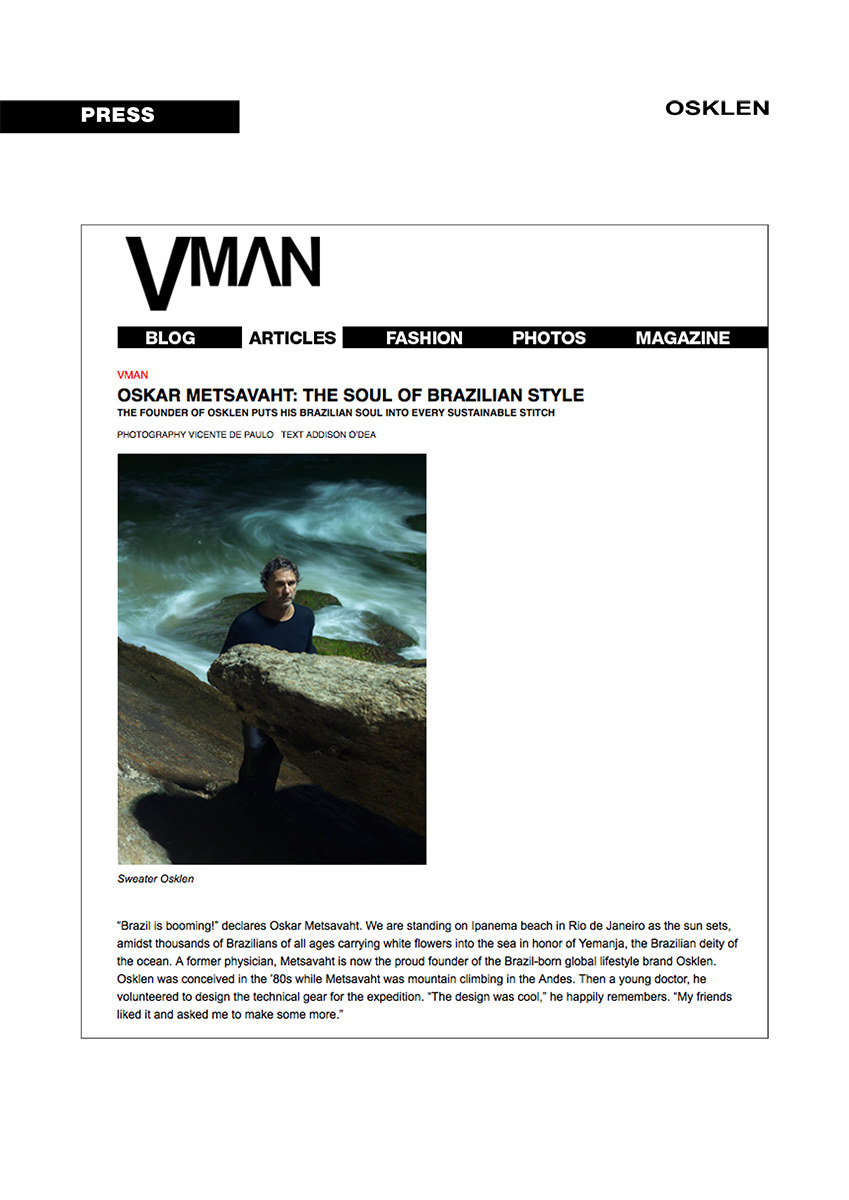 PRESS
OSKLEN
VMAN
BLOG ARTICLES FASHION PHOTOS MAGAZINE
VMAN
OSKAR METSAVAHT: THE SOUL OF BRAZILIAN STYLE
THE FOUNDER OF OSKLEN PUTS HIS BRAZILIAN SOUL INTO EVERY SUSTAINABLE STITCH
PHOTOGRAPHY VICENTE DE PAULO TEXT ADDISON O'DEA
Sweater Osklen
“Brazil is booming!” declares Oskar Metsavaht. We are standing on Ipanema beach in Rio de Janeiro as the sun sets,
amidst thousands of Brazilians of all ages carrying white flowers into the sea in honor of Yemanja, the Brazilian deity of
the ocean. A former physician, Metsavaht is now the proud founder of the Brazil-born global lifestyle brand Osklen.
Osklen was conceived in the ’80s while Metsavaht was mountain climbing in the Andes. Then a young doctor, he
volunteered to design the technical gear for the expedition. “The design was cool,” he happily remembers. “My friends
liked it and asked me to make some more.”